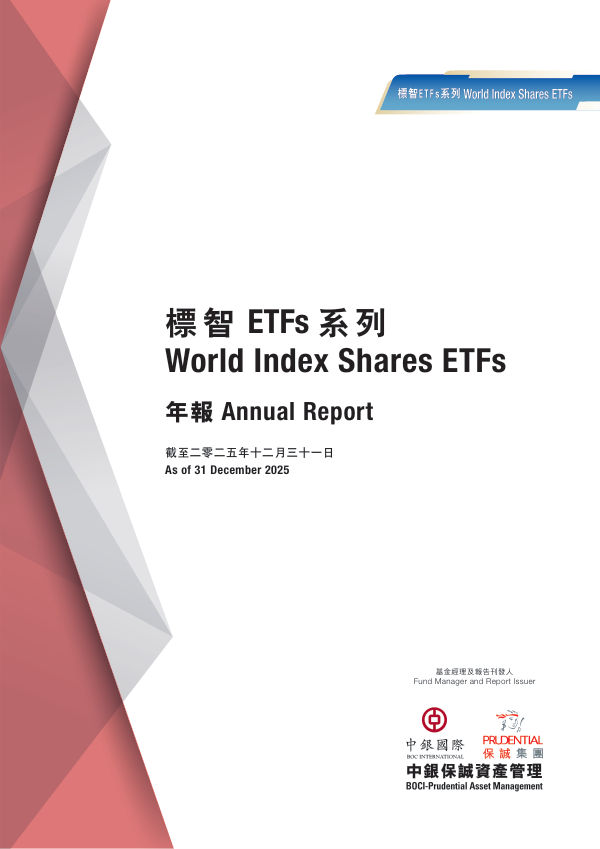 標智ETFs系列 World Index Shares ETFs
標智 ETFs 系列
World Index Shares ETFs
年報 Annual Report
截至二零二五年十二月三十一日
As of 31 December 2025
基金經理及報告刊發人
Fund Manager and Report Issuer
中銀國際
BOC INTERNATIONAL
PRUDENTIAL
保誠集團
中銀保誠資產管理
BOCI-Prudential Asset Management